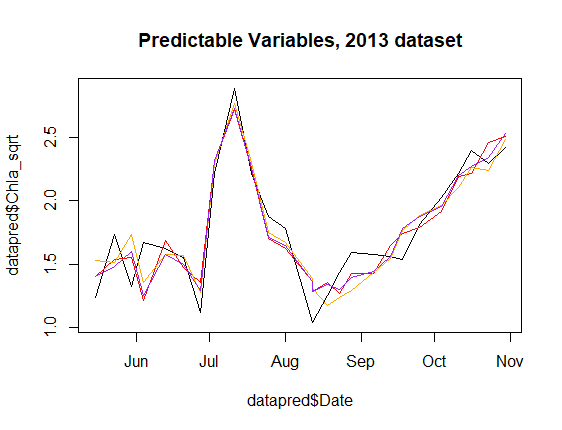 Predictable Variables, 2013 dataset
datapred$Chla_sqrt
2.5
2.0
1.5
1.0
Jun Jul Aug Sep Oct Nov
datapred$Date